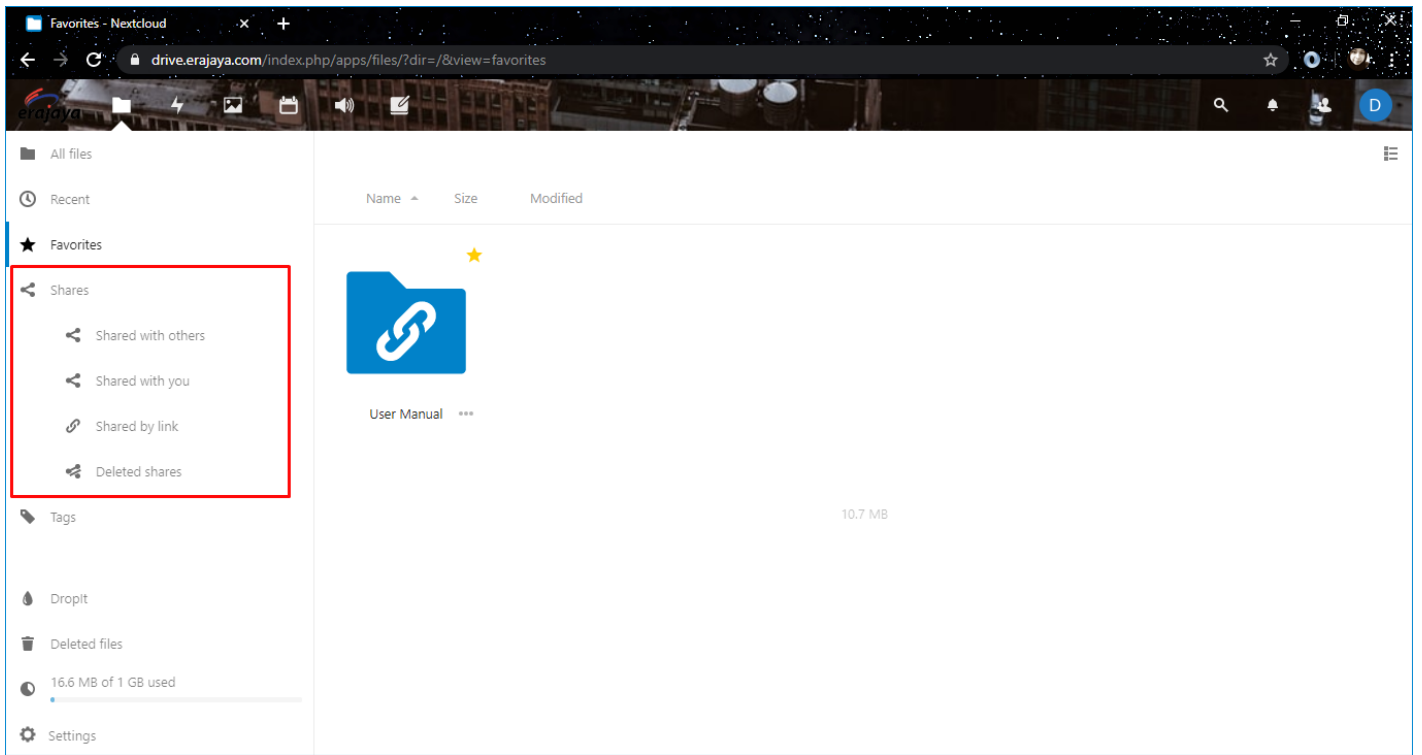 Favorites - Nextcloud
drive.erajaya.com/index.php/apps/files/?dir=/&view=favorites
erajaya
D
All files
Recent
Favorites
Shares
Shared with others
Shared with you
Shared by link
Deleted shares
Tags
DropIt
Deleted files
16.6 MB of 1 GB used
Settings
Name Size Modified
User Manual
10.7 MB